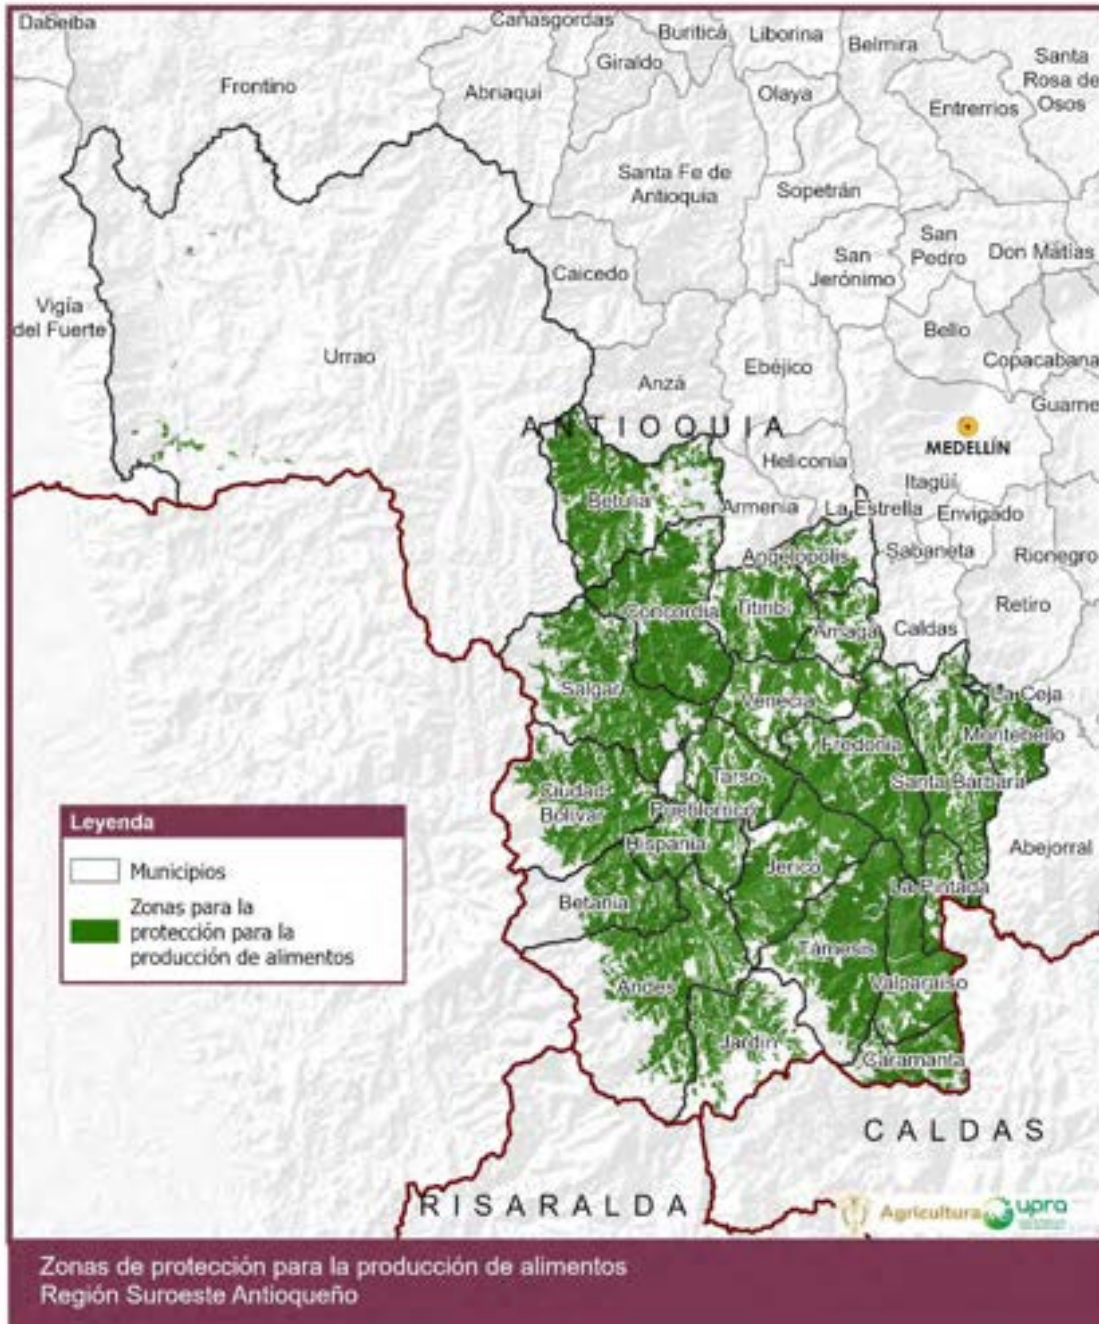 Dabeiba
Cañasgordas
Buriticá
Liborina
Belmira
Giraldo
Santa
Rosa de
Osos
Frontino
Abriaqui
Olaya
Entrerrios
Santa Fe de
Antioquia
Sopetrán
San
Pedro
Don Matías
San
Jerónimo
Caicedo
Vigía
del Fuerte
Bello
Urrao
Copacabana
Ebéjico
Anzá
Guarne
ANTIOQUIA
MEDELLÍN
Heliconia
Itagüí
Betulia
Armenia
La Estrella
Envigado
Sabaneta
Rionegro
Angelópolis
Concordia
Titiribí
Retiro
Amagá
Caldas
Salgar
Venecia
La Ceja
Montebello
Fredonia
Tarso
Santa Bárbara
Ciudad
Bolívar
Pueblorrico
Hispania
Abejorral
Jericó
La Pintada
Betania
Támesis
Andes
Valparaíso
Jardín
Caramanta
Leyenda
Municipios
Zonas para la
protección para la
producción de alimentos
CALDAS
RISARALDA
Agricultura
upra
Zonas de protección para la producción de alimentos
Región Suroeste Antioqueño